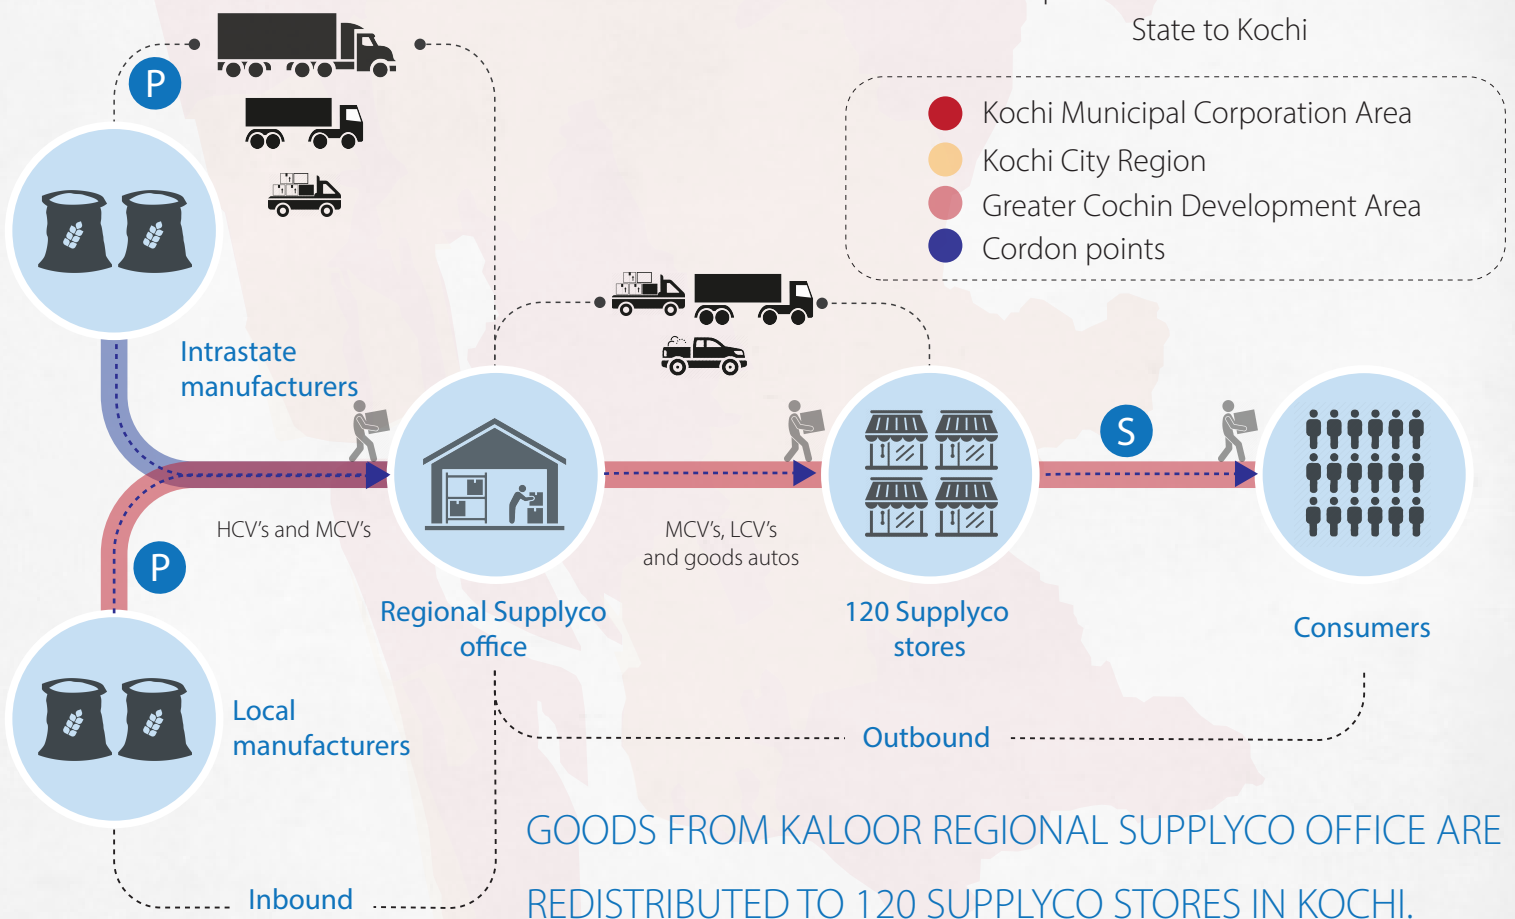 State to Kochi
P
Kochi Municipal Corporation Area
Kochi City Region
Greater Cochin Development Area
Cordon points
Intrastate
manufacturers
S
HCV's and MCV's
MCV's, LCV's
and goods autos
P
Regional Supplyco
office
120 Supplyco
stores
Consumers
Local
manufacturers
Outbound
GOODS FROM KALOOR REGIONAL SUPPLYCO OFFICE ARE
Inbound
REDISTRIBUTED TO 120 SUPPLYCO STORES IN KOCHI.